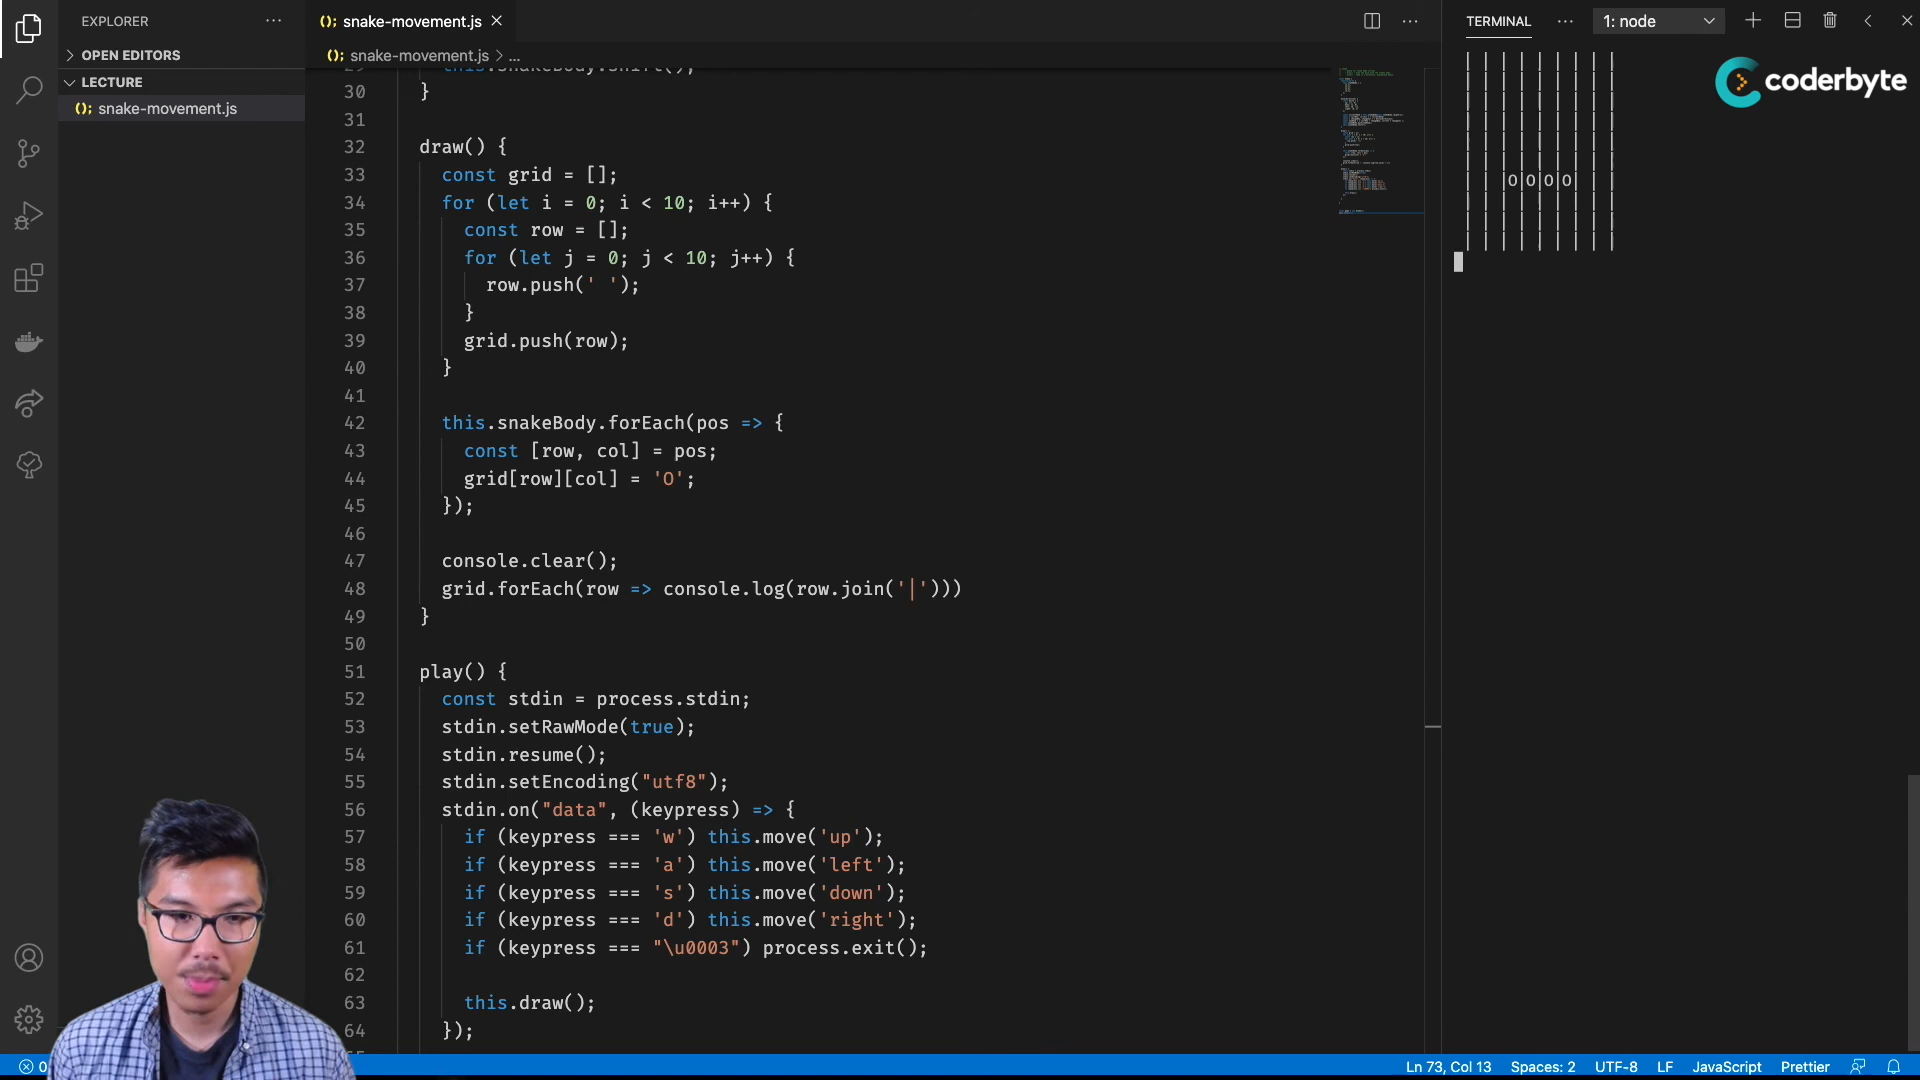 EXPLORER
OPEN EDITORS
LECTURE
(); snake-movement.js
(); snake-movement.js
(); snake-movement.js > ...
29 this.snakeBody.shift();
30 }
31
32 draw() {
33 const grid = [];
34 for (let i = 0; i < 10; i++) {
35 const row = [];
36 for (let j = 0; j < 10; j++) {
37 row.push(' ');
38 }
39 grid.push(row);
40 }
41
42 this.snakeBody.forEach(pos => {
43 const [row, col] = pos;
44 grid[row][col] = 'O';
45 });
46
47 console.clear();
48 grid.forEach(row => console.log(row.join('|')))
49 }
50
51 play() {
52 const stdin = process.stdin;
53 stdin.setRawMode(true);
54 stdin.resume();
55 stdin.setEncoding("utf8");
56 stdin.on("data", (keypress) => {
57 if (keypress === 'w') this.move('up');
58 if (keypress === 'a') this.move('left');
59 if (keypress === 's') this.move('down');
60 if (keypress === 'd') this.move('right');
61 if (keypress === "\u0003") process.exit();
62
63 this.draw();
64 });
TERMINAL
1: node
| | | | | | | | |
| | | | | | | | |
| | | | | | | | |
| | | | | | | | |
| | | | | | | | |
| | | | | | | | |
| | |O|O|O|O| | |
| | | | | | | | |
| | | | | | | | |
| | | | | | | | |
coderbyte
0
Ln 73, Col 13
Spaces: 2
UTF-8
LF
JavaScript
Prettier